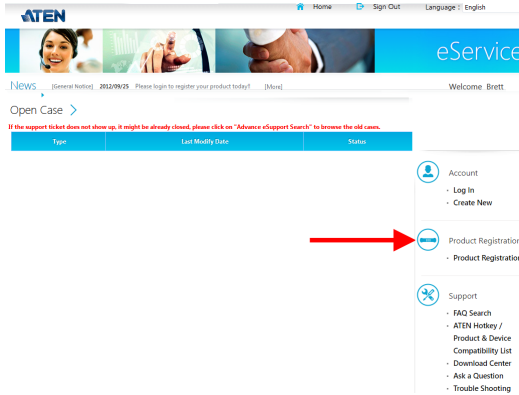 ATEN
Home Sign Out Language : English
eService
News [General Notice] 2012/09/25 Please login to register your product today!! [More]
Welcome Brett
Open Case >
If the support ticket does not show up, it might be already closed, please click on "Advance eSupport Search" to browse the old cases.
Type Last Modify Date Status
Account
Log In
Create New
Product Registration
Product Registration
Support
FAQ Search
ATEN Hotkey /
Product & Device
Compatibility List
Download Center
Ask a Question
Trouble Shooting